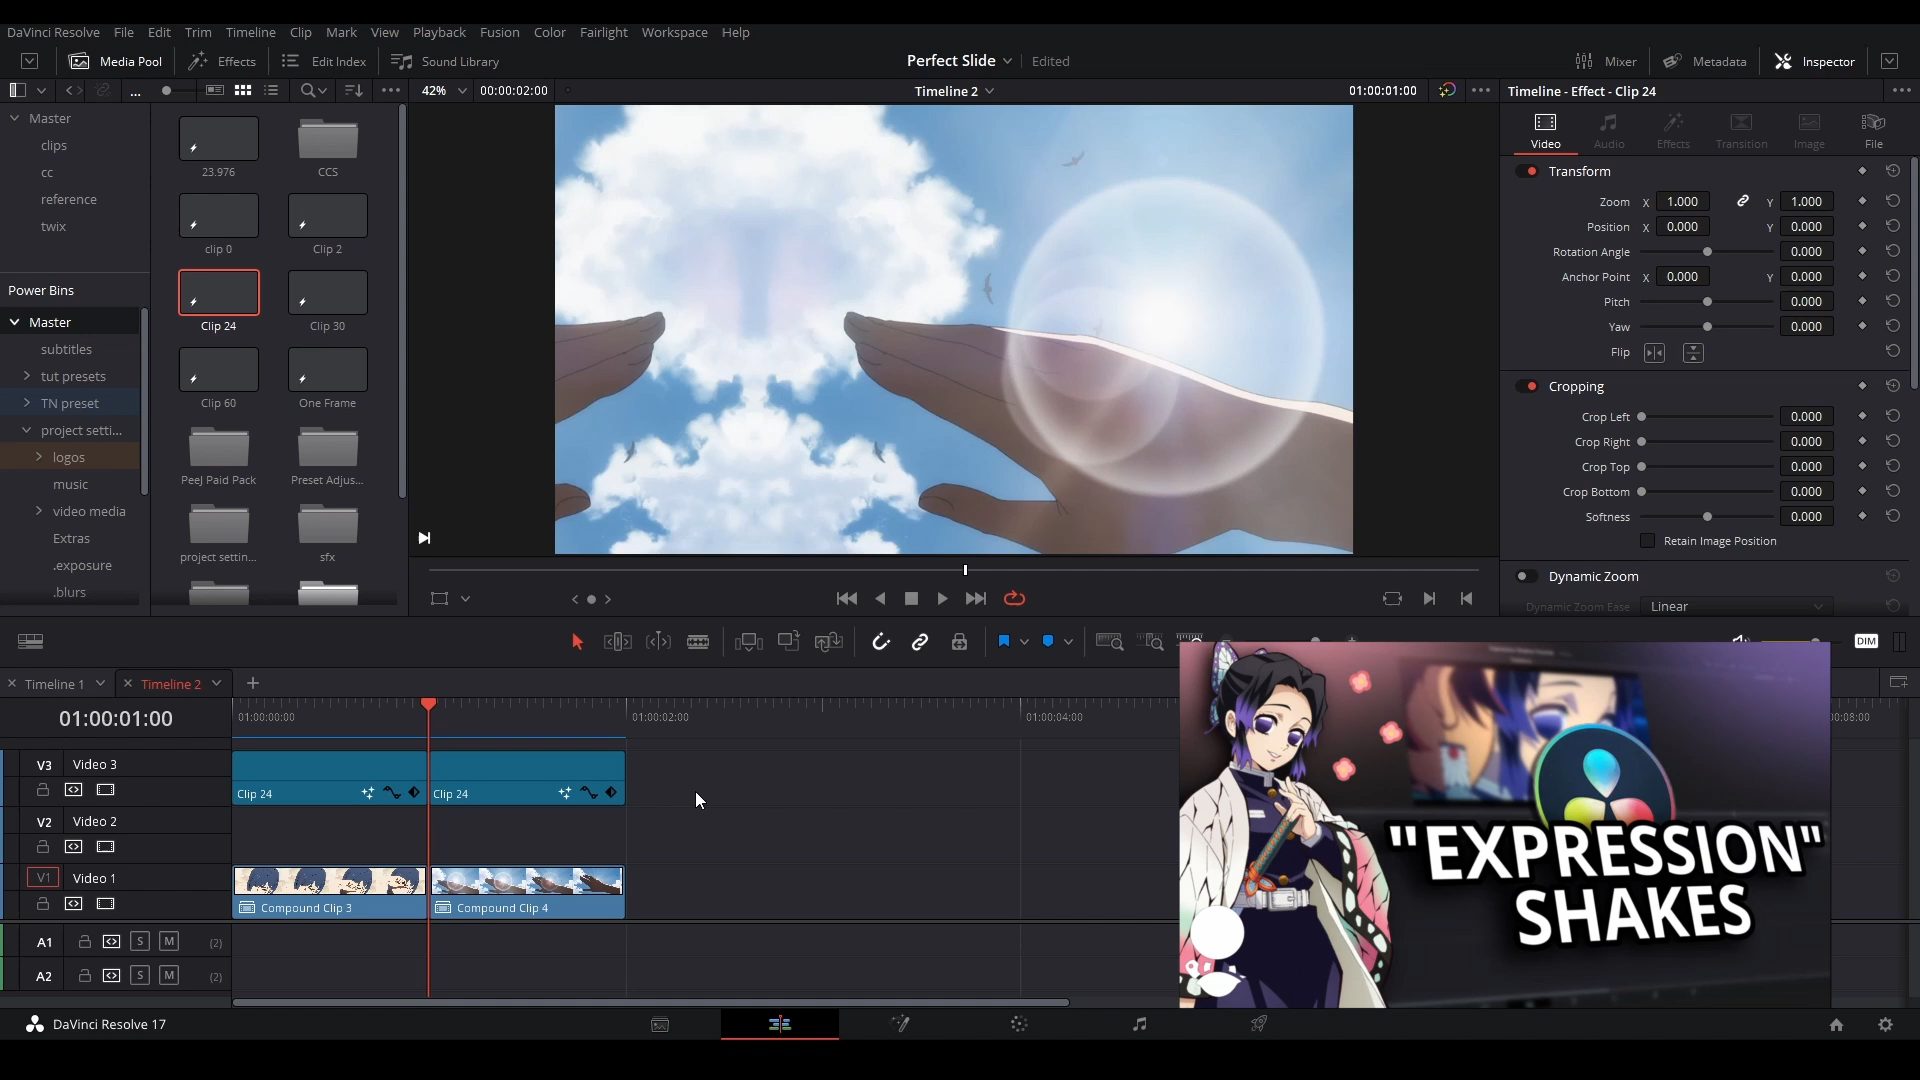 DaVinci Resolve File Edit Trim Timeline Clip Mark View Playback Fusion Color Fairlight Workspace Help
Media Pool Effects Edit Index Sound Library
Perfect Slide Edited
Mixer Metadata Inspector
42% 00:00:02:00 Timeline 2 01:00:01:00
Timeline - Effect - Clip 24
Master
clips
cc
reference
twix
Power Bins
Master
subtitles
tut presets
TN preset
project setti...
logos
music
video media
Extras
.exposure
.blurs
23.976
CCS
clip 0
Clip 2
Clip 24
Clip 30
Clip 60
One Frame
PeeJ Paid Pack
Preset Adjus...
project settin...
sfx
Video Audio Effects Transition Image File
Transform
Zoom X 1.000 Y 1.000
Position X 0.000 Y 0.000
Rotation Angle 0.000
Anchor Point X 0.000 Y 0.000
Pitch 0.000
Yaw 0.000
Flip
Cropping
Crop Left 0.000
Crop Right 0.000
Crop Top 0.000
Crop Bottom 0.000
Softness 0.000
Retain Image Position
Dynamic Zoom
Dynamic Zoom Ease Linear
DIM
Timeline 1 Timeline 2
01:00:01:00
01:00:00:00 01:00:02:00 01:00:04:00
V3 Video 3
Clip 24 Clip 24
V2 Video 2
V1 Video 1
Compound Clip 3 Compound Clip 4
A1 S M (2)
A2 S M (2)
"EXPRESSION"
SHAKES
DaVinci Resolve 17